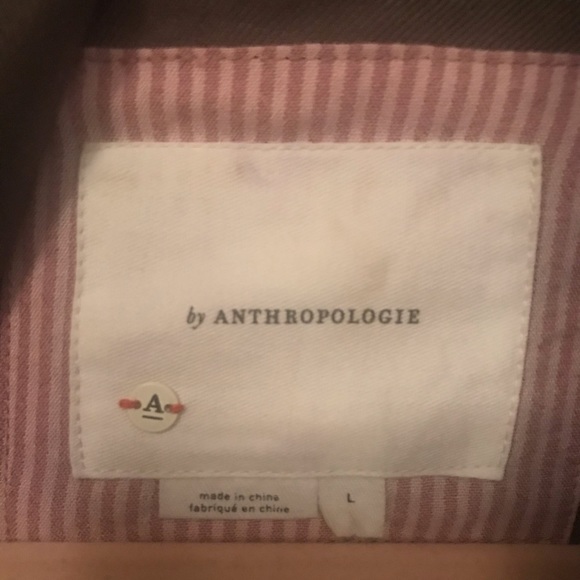 by ANTHROPOLOGIE
A
made in china
fabriqué en chine
L